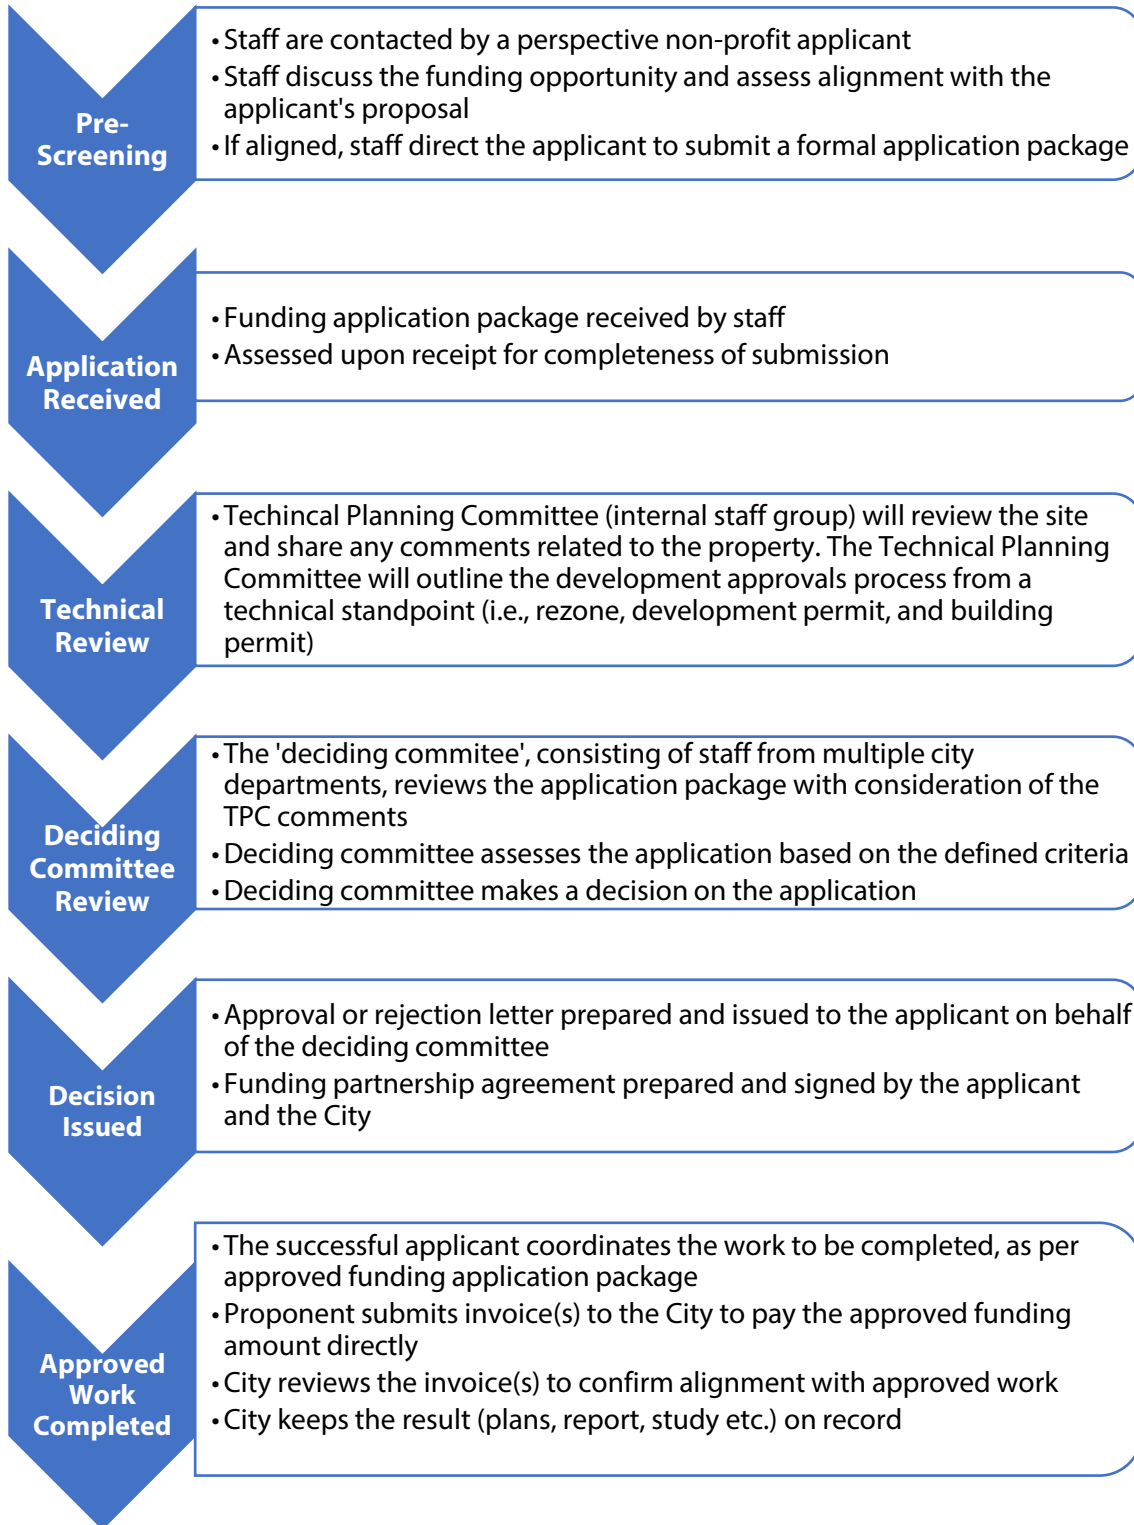 Pre-
Screening
• Staff are contacted by a perspective non-profit applicant
• Staff discuss the funding opportunity and assess alignment with the
applicant's proposal
• If aligned, staff direct the applicant to submit a formal application package
Application
Received
• Funding application package received by staff
• Assessed upon receipt for completeness of submission
Technical
Review
• Techincal Planning Committee (internal staff group) will review the site
and share any comments related to the property. The Technical Planning
Committee will outline the development approvals process from a
technical standpoint (i.e., rezone, development permit, and building
permit)
Deciding
Committee
Review
• The 'deciding commitee', consisting of staff from multiple city
departments, reviews the application package with consideration of the
TPC comments
• Deciding committee assesses the application based on the defined criteria
• Deciding committee makes a decision on the application
Decision
Issued
• Approval or rejection letter prepared and issued to the applicant on behalf
of the deciding committee
• Funding partnership agreement prepared and signed by the applicant
and the City
Approved
Work
Completed
• The successful applicant coordinates the work to be completed, as per
approved funding application package
• Proponent submits invoice(s) to the City to pay the approved funding
amount directly
• City reviews the invoice(s) to confirm alignment with approved work
• City keeps the result (plans, report, study etc.) on record